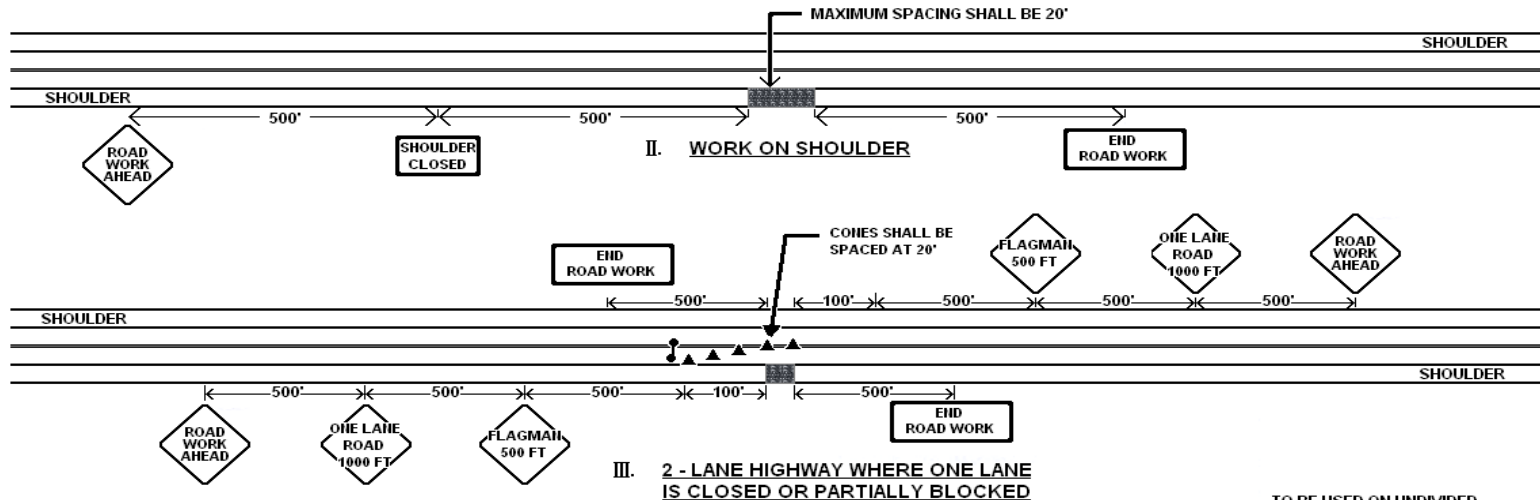 MAXIMUM SPACING SHALL BE 20'
SHOULDER
SHOULDER
500'
500'
500'
ROAD
WORK
AHEAD
SHOULDER
CLOSED
II. WORK ON SHOULDER
END
ROAD WORK
END
ROAD WORK
CONES SHALL BE
SPACED AT 20'
FLAGMAN
500 FT
ONE LANE
ROAD
1000 FT
ROAD
WORK
AHEAD
500'
100'
500'
500'
500'
SHOULDER
SHOULDER
500'
500'
500'
100'
500'
ROAD
WORK
AHEAD
ONE LANE
ROAD
1000 FT
FLAGMAN
500 FT
END
ROAD WORK
III. 2 - LANE HIGHWAY WHERE ONE LANE
IS CLOSED OR PARTIALLY BLOCKED
TO BE USED ON UNDIVIDED